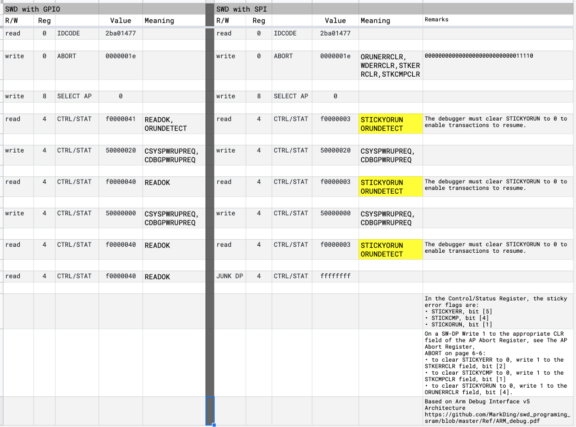 SWD with GPIO SWD with SPI
R/W Reg Value Meaning R/W Reg Value Meaning Remarks
read 0 IDCODE 2ba01477 read 0 IDCODE 2ba01477
write 0 ABORT 0000001e write 0 ABORT 0000001e ORUNERRCLR,
WDERRCLR,STKER
RCLR,STKCMPCLR
write 8 SELECT AP 0 write 8 SELECT AP 0
read 4 CTRL/STAT f0000041 READOK,
ORUNDETECT read 4 CTRL/STAT f0000003 STICKYORUN
ORUNDETECT The debugger must clear STICKYORUN to 0 to
enable transactions to resume.
write 4 CTRL/STAT 50000020 CSYSPWRUPREQ,
CDBGPWRUPREQ write 4 CTRL/STAT 50000020 CSYSPWRUPREQ,
CDBGPWRUPREQ
read 4 CTRL/STAT f0000040 READOK read 4 CTRL/STAT f0000003 STICKYORUN
ORUNDETECT The debugger must clear STICKYORUN to 0 to
enable transactions to resume.
write 4 CTRL/STAT 50000000 CSYSPWRUPREQ,
CDBGPWRUPREQ write 4 CTRL/STAT 50000000 CSYSPWRUPREQ,
CDBGPWRUPREQ
read 4 CTRL/STAT f0000040 READOK read 4 CTRL/STAT f0000003 STICKYORUN
ORUNDETECT The debugger must clear STICKYORUN to 0 to
enable transactions to resume.
read 4 CTRL/STAT f0000040 READOK JUNK DP 4 CTRL/STAT ffffffff
In the Control/Status Register, the sticky
error flags are:
• STICKYERR, bit [5]
• STICKCMP, bit [4]
• STICKORUN, bit [1]
On a SW-DP Write 1 to the appropriate CLR
field of the AP Abort Register, see The AP
Abort Register,
ABORT on page 6-6:
• to clear STICKYERR to 0, write 1 to the
STKERRCLR field, bit [2]
• to clear STICKYCMP to 0, write 1 to the
STKCMPCLR field, bit [1]
• to clear STICKYORUN to 0, write 1 to the
ORUNERRCLR field, bit [4].
Based on Arm Debug Interface v5
Architecture
https://github.com/MarkDing/swd_programing_
sram/blob/master/Ref/ARM_debug.pdf